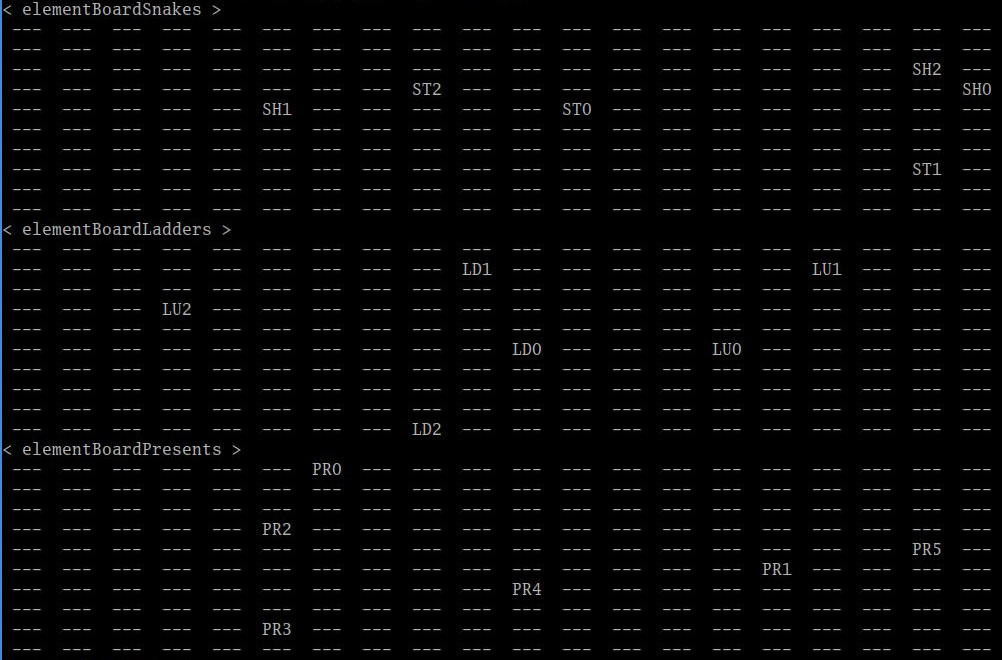 < elementBoardSnakes >
--- --- --- --- --- --- --- --- --- --- --- --- --- --- --- --- --- --- --- ---
--- --- --- --- --- --- --- --- --- --- --- --- --- --- --- --- --- --- --- ---
--- --- --- --- --- --- --- --- --- --- --- --- --- --- --- --- --- --- SH2 ---
--- --- --- --- --- --- --- --- ST2 --- --- --- --- --- --- --- --- --- --- SH0
--- --- --- --- --- SH1 --- --- --- --- --- ST0 --- --- --- --- --- --- --- ---
--- --- --- --- --- --- --- --- --- --- --- --- --- --- --- --- --- --- --- ---
--- --- --- --- --- --- --- --- --- --- --- --- --- --- --- --- --- --- --- ---
--- --- --- --- --- --- --- --- --- --- --- --- --- --- --- --- --- --- ST1 ---
--- --- --- --- --- --- --- --- --- --- --- --- --- --- --- --- --- --- --- ---
--- --- --- --- --- --- --- --- --- --- --- --- --- --- --- --- --- --- --- ---
< elementBoardLadders >
--- --- --- --- --- --- --- --- --- --- --- --- --- --- --- --- --- --- --- ---
--- --- --- --- --- --- --- --- --- LD1 --- --- --- --- --- --- LU1 --- --- ---
--- --- --- --- --- --- --- --- --- --- --- --- --- --- --- --- --- --- --- ---
--- --- --- LU2 --- --- --- --- --- --- --- --- --- --- --- --- --- --- --- ---
--- --- --- --- --- --- --- --- --- --- --- --- --- --- --- --- --- --- --- ---
--- --- --- --- --- --- --- --- --- --- LD0 --- --- --- LU0 --- --- --- --- ---
--- --- --- --- --- --- --- --- --- --- --- --- --- --- --- --- --- --- --- ---
--- --- --- --- --- --- --- --- --- --- --- --- --- --- --- --- --- --- --- ---
--- --- --- --- --- --- --- --- --- --- --- --- --- --- --- --- --- --- --- ---
--- --- --- --- --- --- --- --- LD2 --- --- --- --- --- --- --- --- --- --- ---
< elementBoardPresents >
--- --- --- --- --- --- PR0 --- --- --- --- --- --- --- --- --- --- --- --- ---
--- --- --- --- --- --- --- --- --- --- --- --- --- --- --- --- --- --- --- ---
--- --- --- --- --- --- --- --- --- --- --- --- --- --- --- --- --- --- --- ---
--- --- --- --- --- PR2 --- --- --- --- --- --- --- --- --- --- --- --- --- ---
--- --- --- --- --- --- --- --- --- --- --- --- --- --- --- --- --- --- PR5 ---
--- --- --- --- --- --- --- --- --- --- --- --- --- --- --- PR1 --- --- --- ---
--- --- --- --- --- --- --- --- --- --- PR4 --- --- --- --- --- --- --- --- ---
--- --- --- --- --- --- --- --- --- --- --- --- --- --- --- --- --- --- --- ---
--- --- --- --- --- PR3 --- --- --- --- --- --- --- --- --- --- --- --- --- ---
--- --- --- --- --- --- --- --- --- --- --- --- --- --- --- --- --- --- --- ---